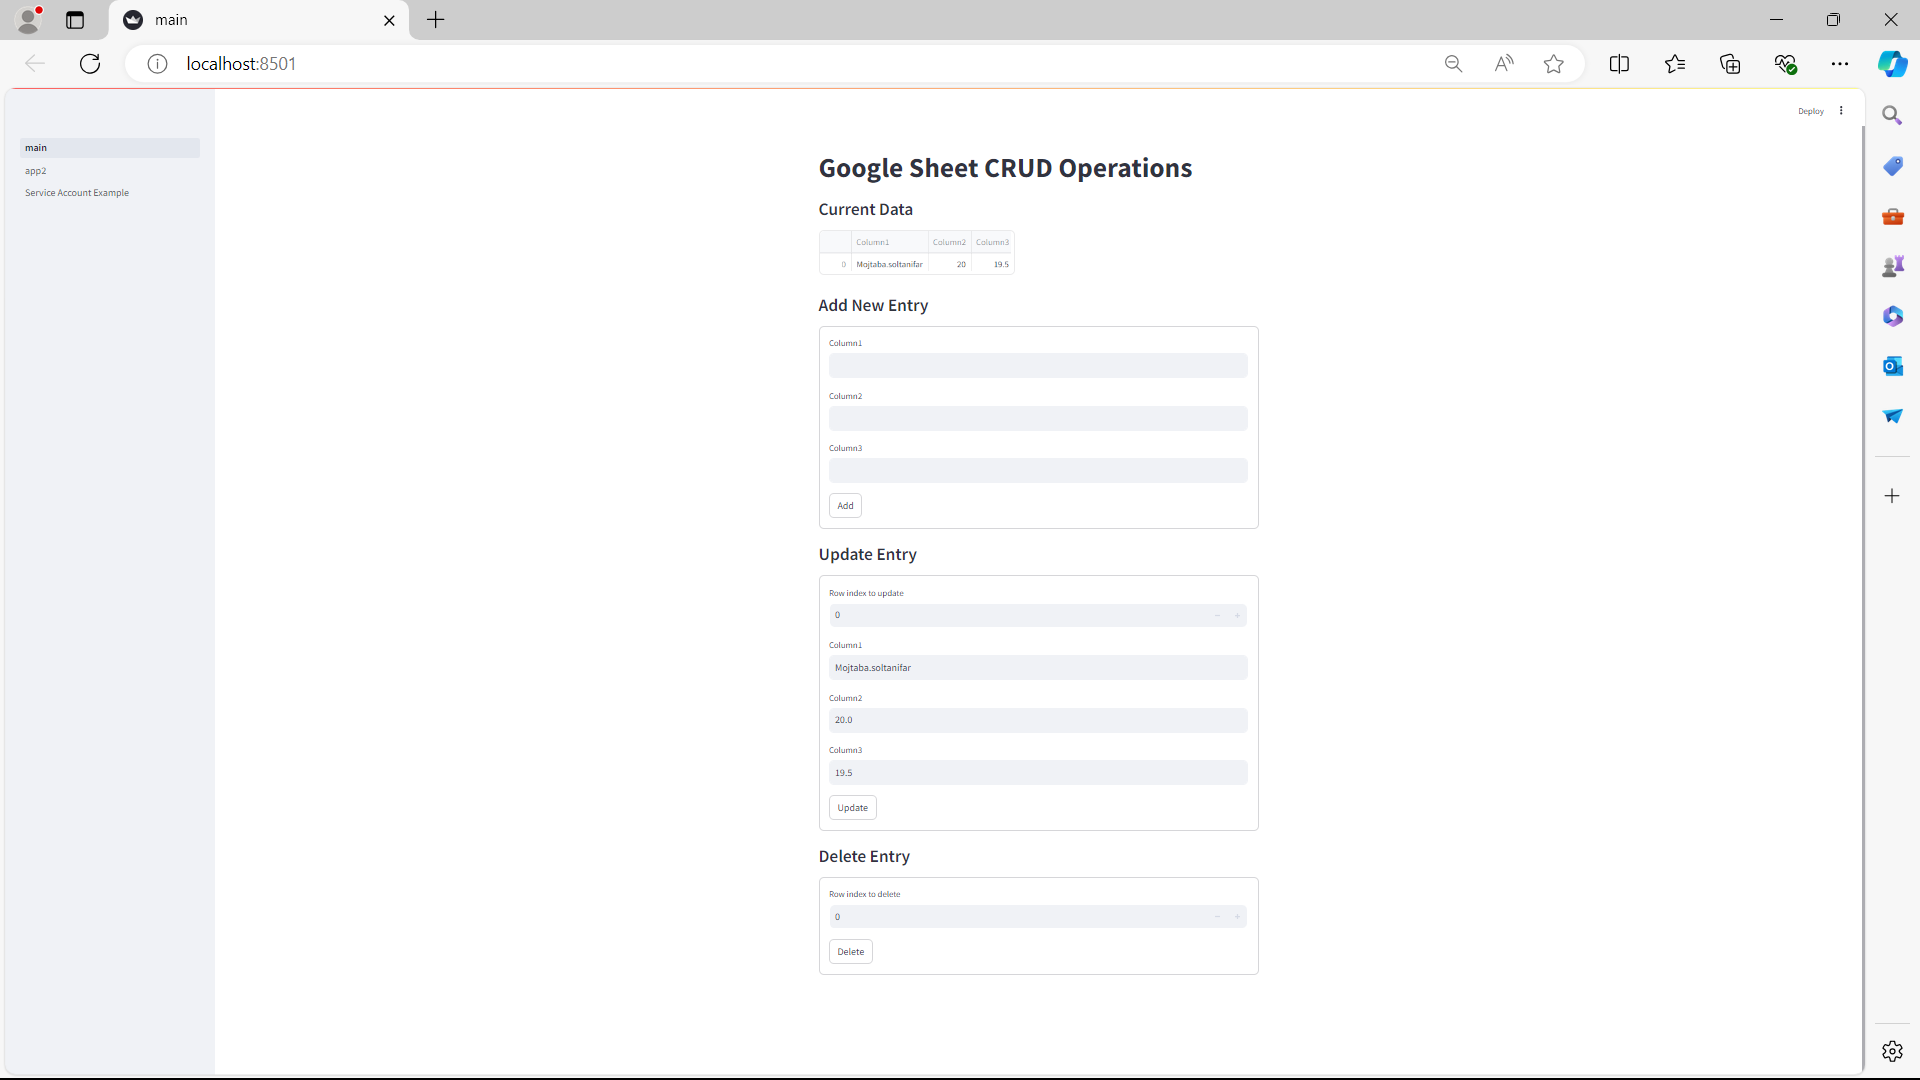 main
localhost:8501
Deploy
main
app2
Service Account Example
Google Sheet CRUD Operations
Current Data
Column1 Column2 Column3
0 Mojtaba.soltanifar 20 19.5
Add New Entry
Column1
Column2
Column3
Add
Update Entry
Row index to update
0
Column1
Mojtaba.soltanifar
Column2
20.0
Column3
19.5
Update
Delete Entry
Row index to delete
0
Delete